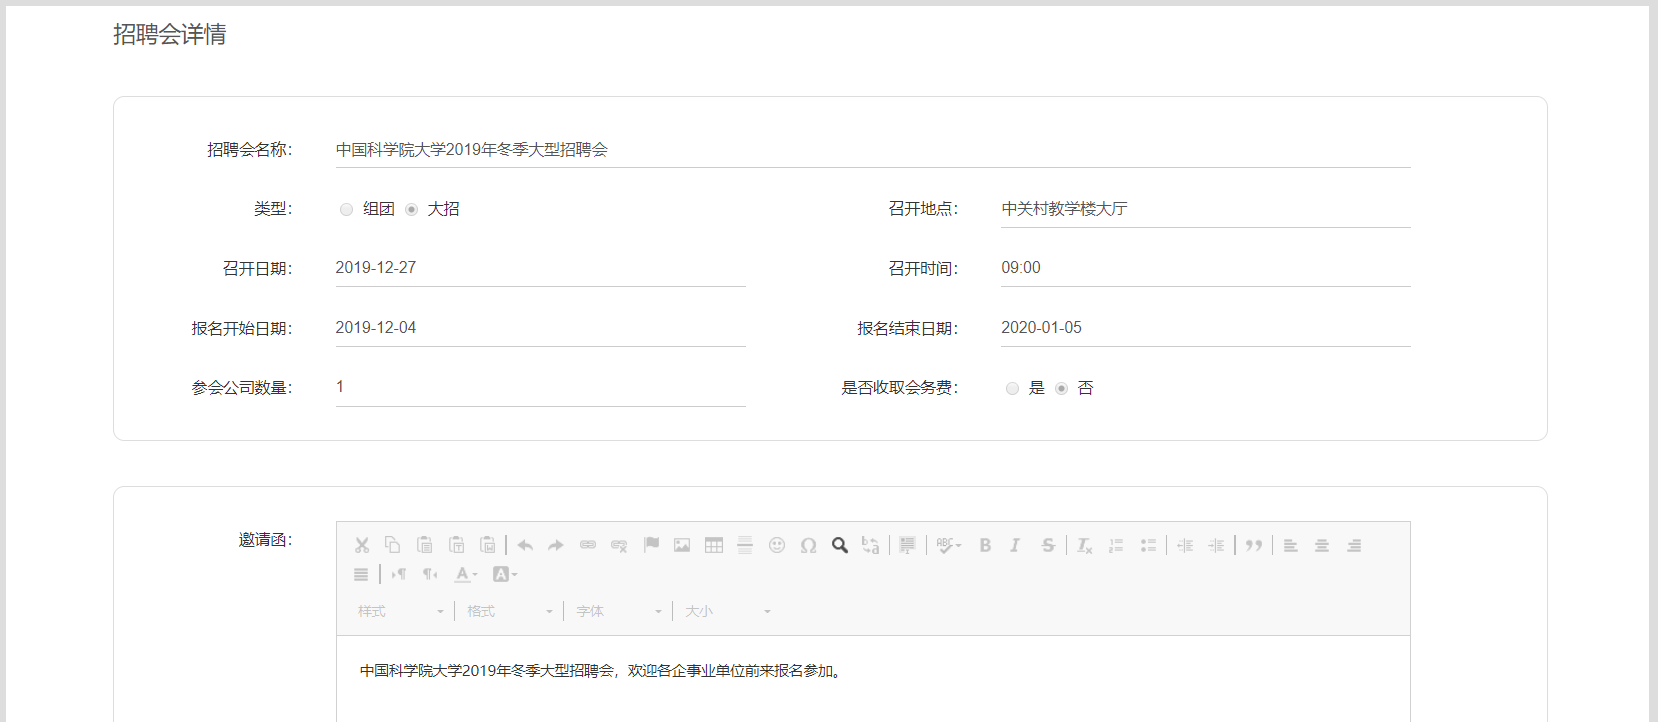 招聘会详情
招聘会名称： 中国科学院大学2019年冬季大型招聘会
类型： 组团 大招 召开地点： 中关村教学楼大厅
召开日期： 2019-12-27 召开时间： 09:00
报名开始日期： 2019-12-04 报名结束日期： 2020-01-05
参会公司数量： 1 是否收取会务费： 是 否
邀请函：
样式 格式 字体 大小
中国科学院大学2019年冬季大型招聘会，欢迎各企事业单位前来报名参加。